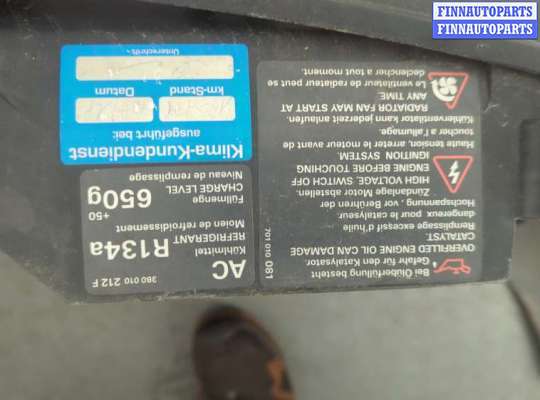 FINNAUTOPARTS
FINNAUTOPARTS
3B0 010 212 F
AC
Kühlmittel
REFRIGERANT
Moien de refroidissement
R134a
Füllmenge
CHARGE LEVEL
Niveau de remplissage
650g
+50
Klima-Kundendienst
ausgeführt bei:
km-Stand
Datum
Unterschrift
701 010 081
Bei Ölüberfüllung besteht
Gefahr für den Katalysator.
OVERFILLED ENGINE OIL CAN DAMAGE
CATALYST.
Remplissage excessif d'huile
dangereux pour le catalyseur.
Vor Berühren der
Hochspannung,
Zündanlage Motor abstellen.
HIGH VOLTAGE. SWITCH OFF
ENGINE BEFORE TOUCHING
IGNITION SYSTEM.
Haute tension, arreter le moteur avant de
toucher a l'allumage.
Kühlerventilator kann jederzeit anlaufen.
RADIATOR FAN MAY START AT
ANY TIME.
Le ventilateur de radiateur peut se
declencher a tout moment.